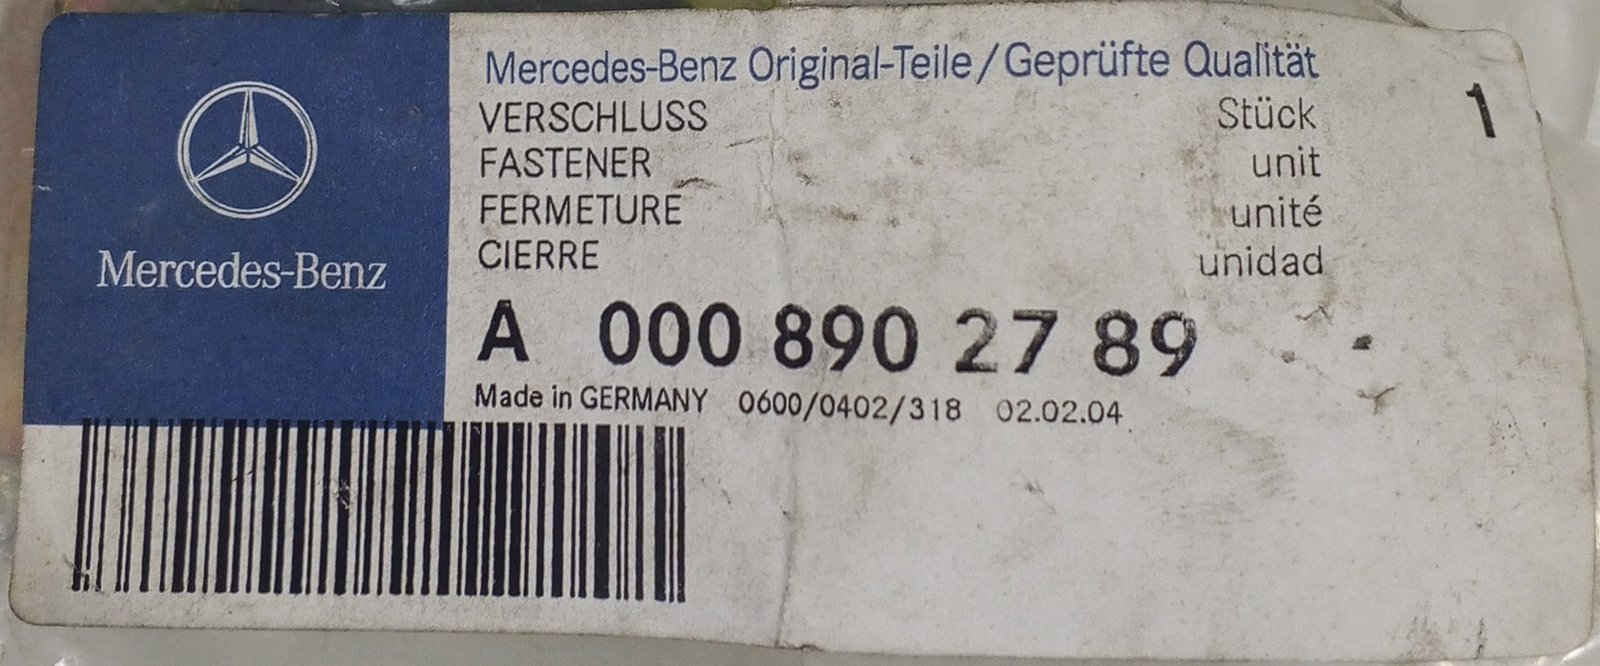 Mercedes-Benz
Mercedes-Benz Original-Teile/Geprüfte Qualität
VERSCHLUSS Stück 1
FASTENER unit
FERMETURE unité
CIERRE unidad
A 000 890 27 89
Made in GERMANY 0600/0402/318 02.02.04